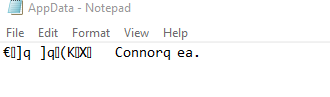 AppData - Notepad
File Edit Format View Help
€▯]q ]q▯(K▯X▯ Connorq ea.